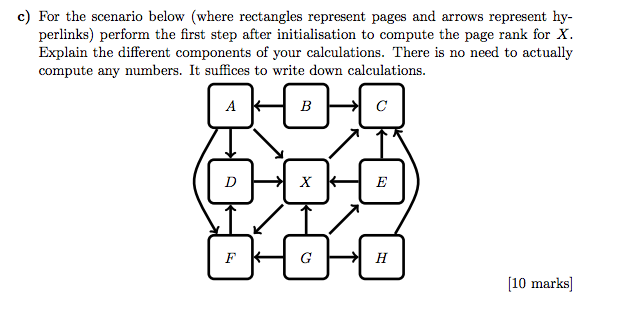 c) For the scenario below (where rectangles represent pages and arrows represent hy-
perlinks) perform the first step after initialisation to compute the page rank for X.
Explain the different components of your calculations. There is no need to actually
compute any numbers. It suffices to write down calculations.
A B C
D X E
F G H
[10 marks]